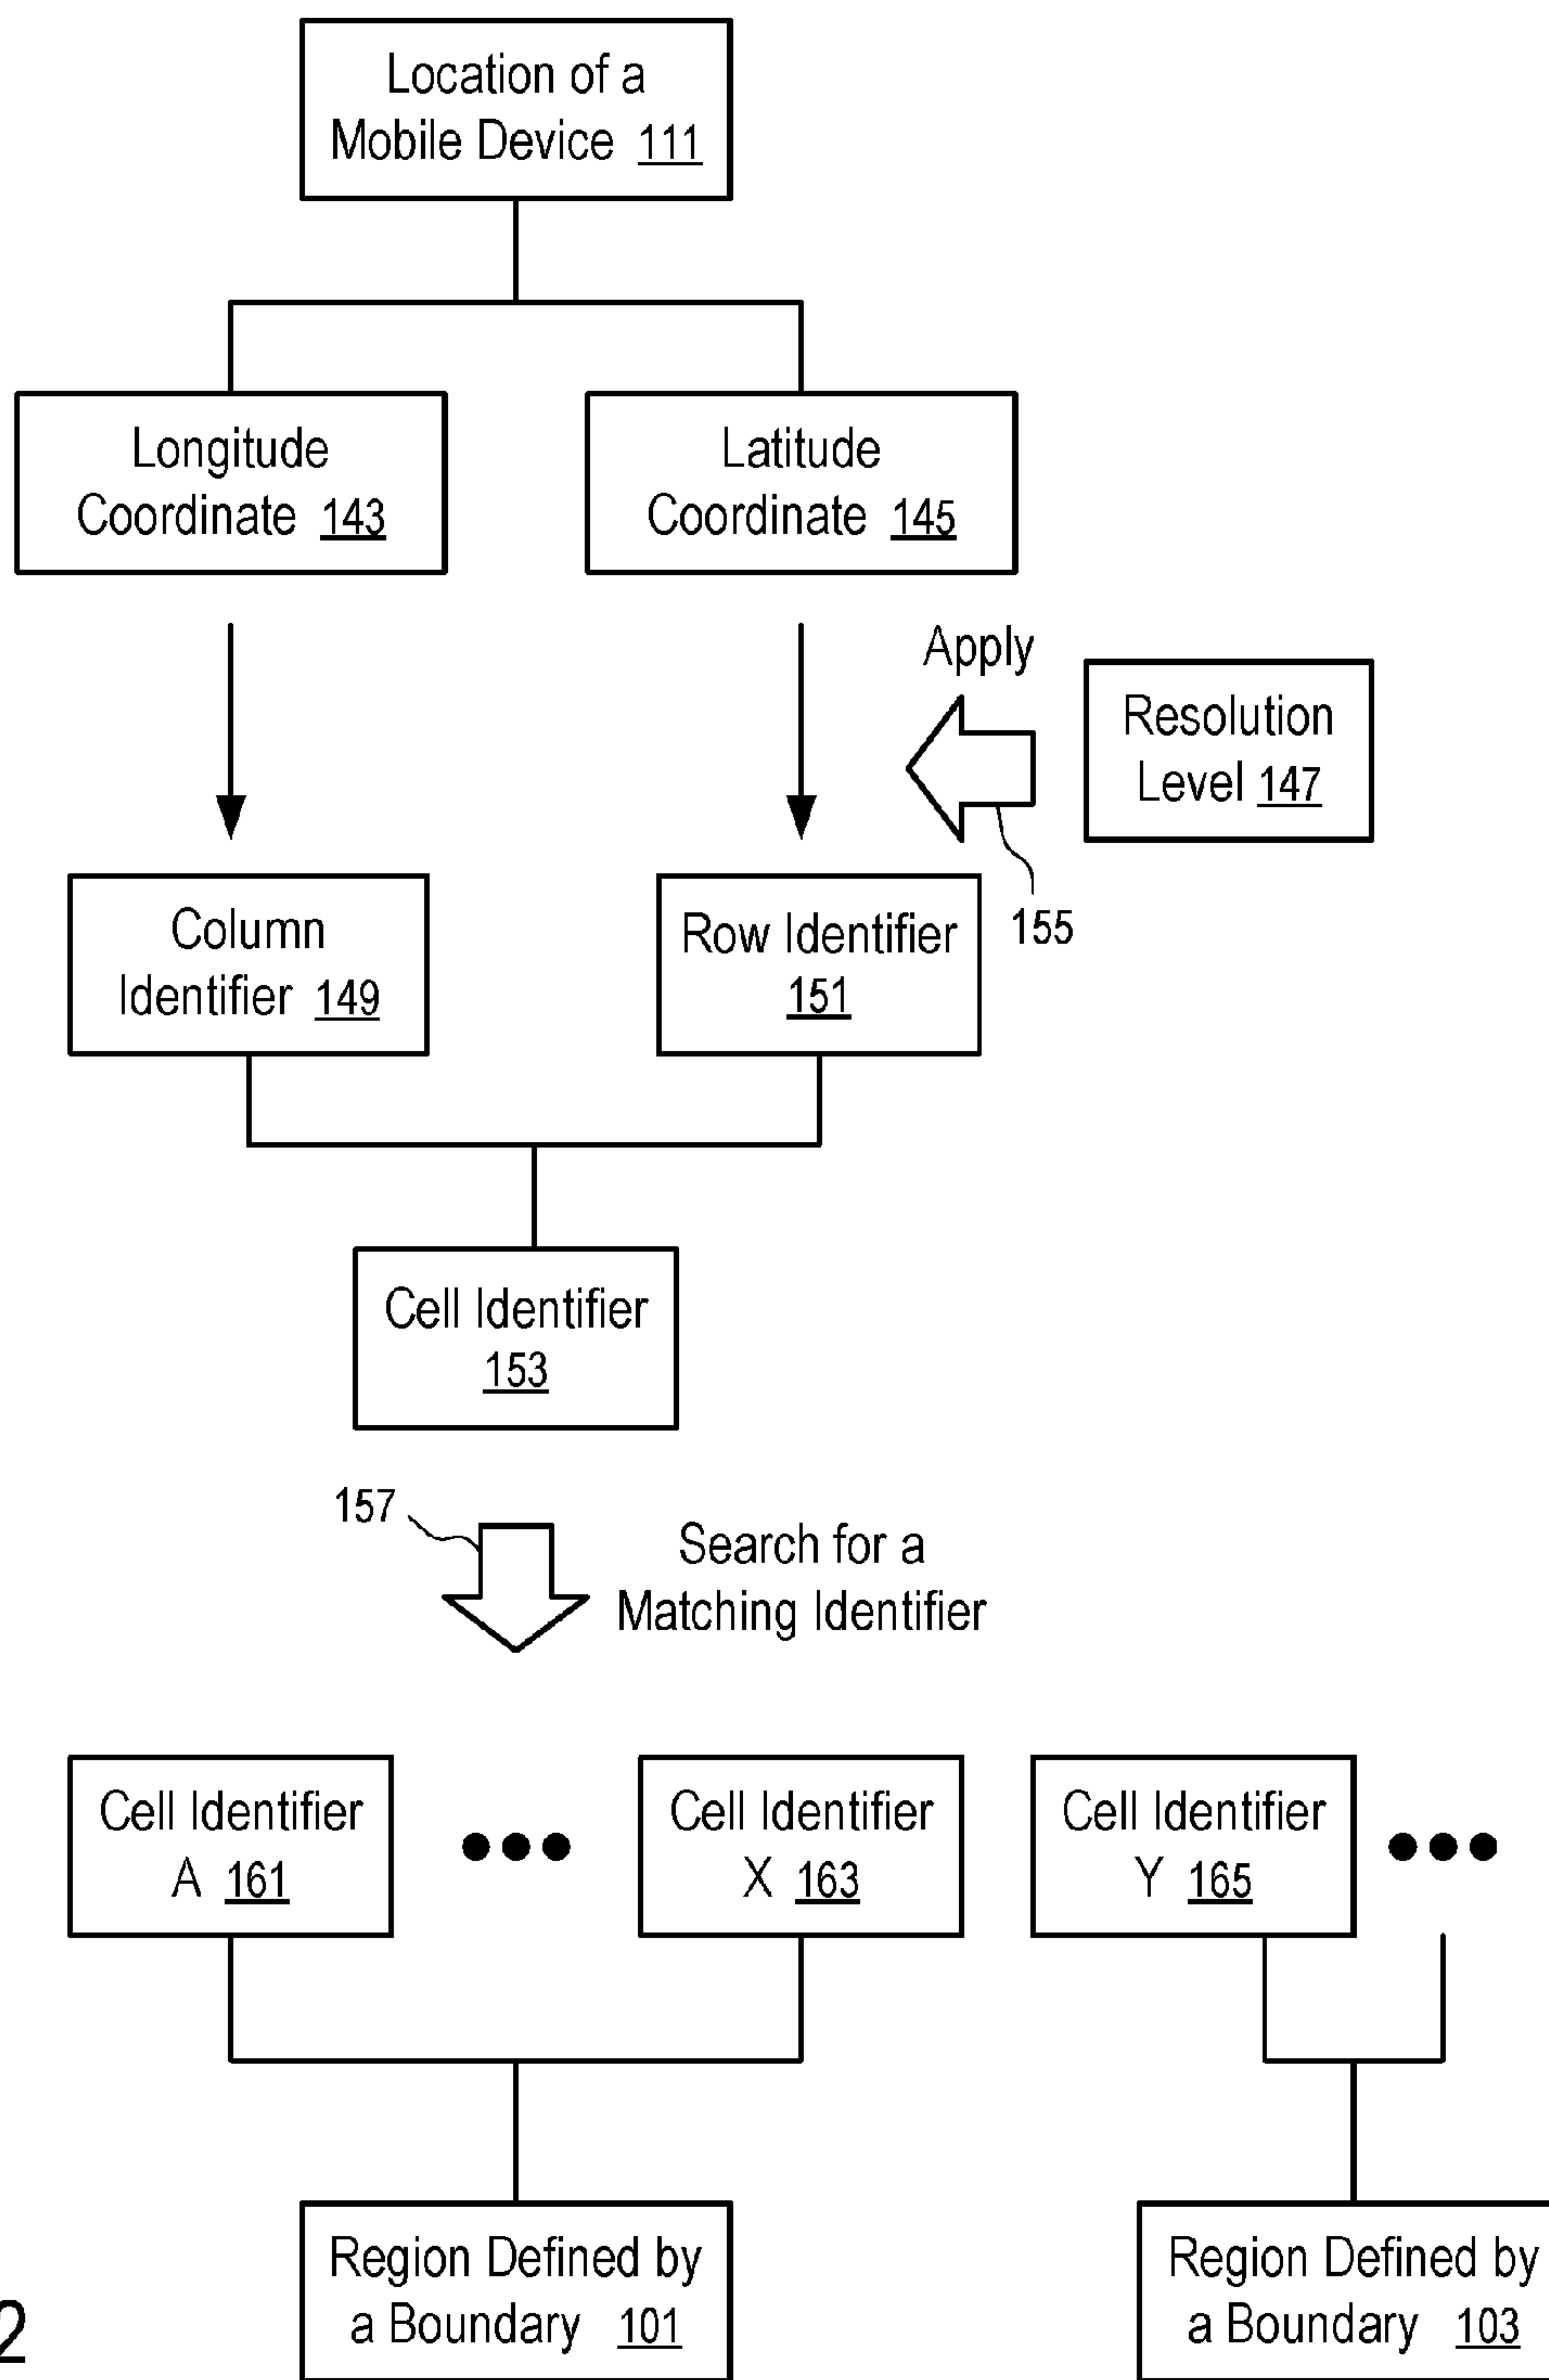 Location of a
Mobile Device 111
Longitude
Coordinate 143
Latitude
Coordinate 145
Apply
Resolution
Level 147
155
Column
Identifier 149
Row Identifier
151
Cell Identifier
153
157
Search for a
Matching Identifier
Cell Identifier
A 161
Cell Identifier
X 163
Cell Identifier
Y 165
Region Defined by
a Boundary 101
Region Defined by
a Boundary 103
2